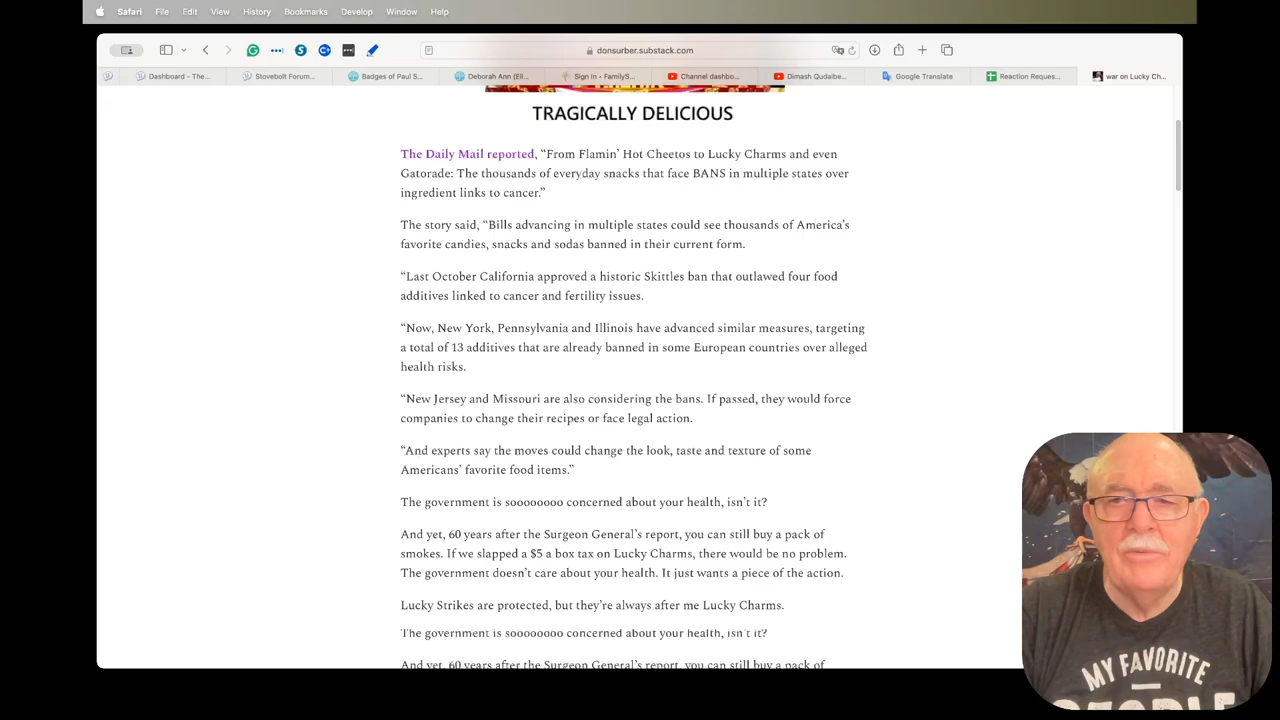 Safari File Edit View History Bookmarks Develop Window Help
donsurber.substack.com
Dashboard - The... Stovebolt Forum... Badges of Paul S... Deborah Ann (Ell... Sign In • FamilyS... Channel dashbo... Dimash Qudaibe... Google Translate Reaction Reques... war on Lucky Ch...
TRAGICALLY DELICIOUS
The Daily Mail reported, “From Flamin’ Hot Cheetos to Lucky Charms and even
Gatorade: The thousands of everyday snacks that face BANS in multiple states over
ingredient links to cancer.”
The story said, “Bills advancing in multiple states could see thousands of America’s
favorite candies, snacks and sodas banned in their current form.
“Last October California approved a historic Skittles ban that outlawed four food
additives linked to cancer and fertility issues.
“Now, New York, Pennsylvania and Illinois have advanced similar measures, targeting
a total of 13 additives that are already banned in some European countries over alleged
health risks.
“New Jersey and Missouri are also considering the bans. If passed, they would force
companies to change their recipes or face legal action.
“And experts say the moves could change the look, taste and texture of some
Americans’ favorite food items.”
The government is soooooooo concerned about your health, isn’t it?
And yet, 60 years after the Surgeon General’s report, you can still buy a pack of
smokes. If we slapped a $5 a box tax on Lucky Charms, there would be no problem.
The government doesn’t care about your health. It just wants a piece of the action.
Lucky Strikes are protected, but they’re always after me Lucky Charms.
The government is soooooooo concerned about your health, isn’t it?
And yet, 60 years after the Surgeon General’s report, you can still buy a pack of
MY FAVORITE
PEOPLE